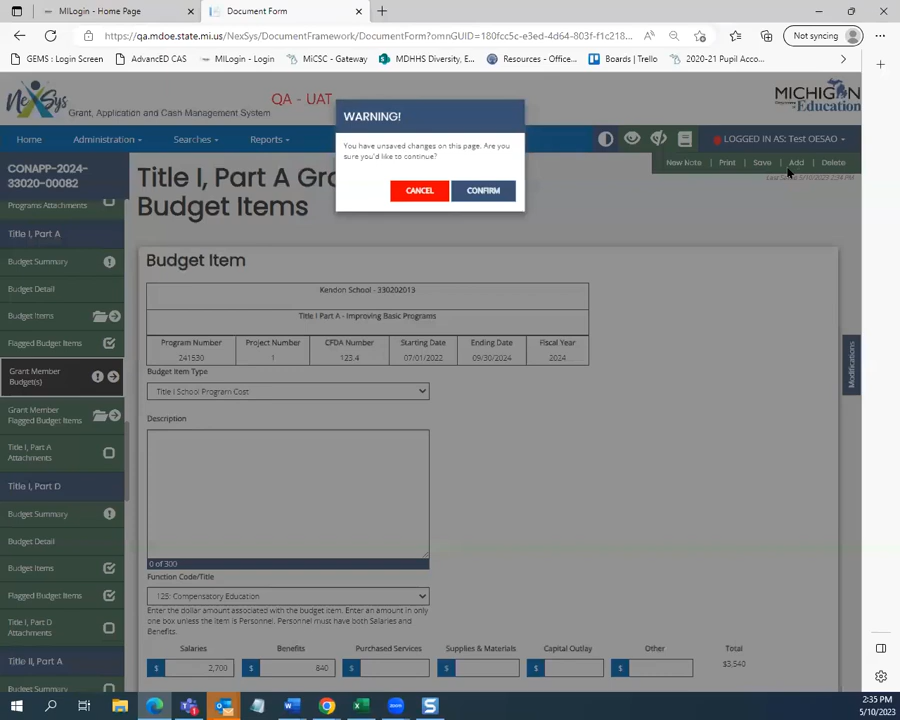 MILogin - Home Page
Document Form
https://qa.mdoe.state.mi.us/NexSys/DocumentFramework/DocumentForm?omnGUID=180fcc5c-e3ed-4d64-803f-f1c218...
Not syncing
GEMS : Login Screen
AdvancED CAS
MILogin - Login
MiCSC - Gateway
MDHHS Diversity, E...
Resources - Office...
Boards | Trello
2020-21 Pupil Acco...
NexSys
Grant, Application and Cash Management System
QA - UAT
MICHIGAN
Education
Home
Administration
Searches
Reports
LOGGED IN AS: Test OESAO
New Note | Print | Save | Add | Delete
WARNING!
You have unsaved changes on this page. Are you
sure you'd like to continue?
CANCEL
CONFIRM
CONAPP-2024-
33020-00082
Programs Attachments
Title I, Part A
Budget Summary
Budget Detail
Budget Items
Flagged Budget Items
Grant Member
Budget(s)
Grant Member
Flagged Budget Items
Title I, Part A
Attachments
Title I, Part D
Budget Summary
Budget Detail
Budget Items
Flagged Budget Items
Title I, Part D
Attachments
Title II, Part A
Budget Summary
Title I, Part A Gra
Budget Items
Budget Item
Kendon School - 330202013
Title I Part A - Improving Basic Programs
Program Number Project Number CFDA Number Starting Date Ending Date Fiscal Year
241530 1 123.4 07/01/2022 09/30/2024 2024
Budget Item Type
Title I School Program Cost
Description
0 of 300
Function Code/Title
125: Compensatory Education
Enter the dollar amount associated with the budget item. Enter an amount in only
one box unless the item is Personnel. Personnel must have both Salaries and
Benefits.
Salaries Benefits Purchased Services Supplies & Materials Capital Outlay Other Total
$ 2,700 $ 840 $ $ $ $ $3,540
Modifications
2:35 PM
5/10/2023